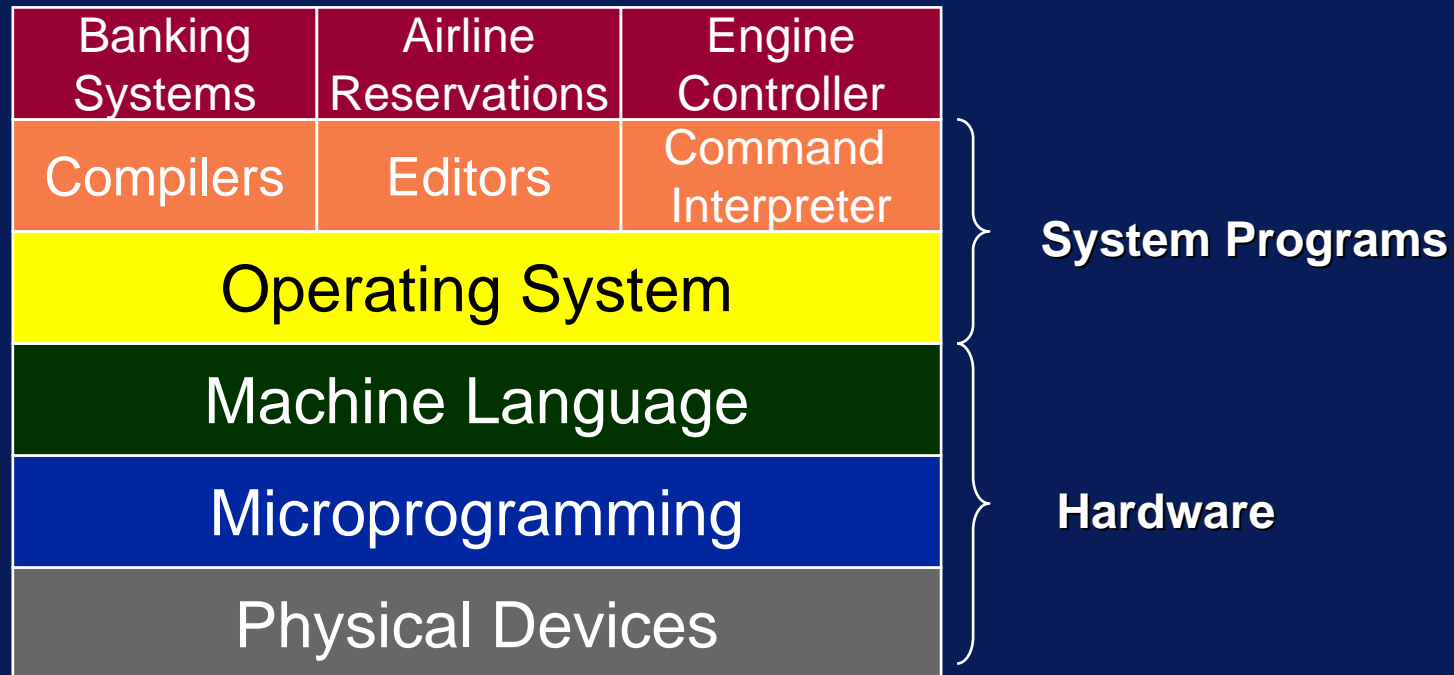 Banking
Systems
Airline
Reservations
Engine
Controller
Compilers
Editors
Command
Interpreter
System Programs
Operating System
Machine Language
Microprogramming
Hardware
Physical Devices